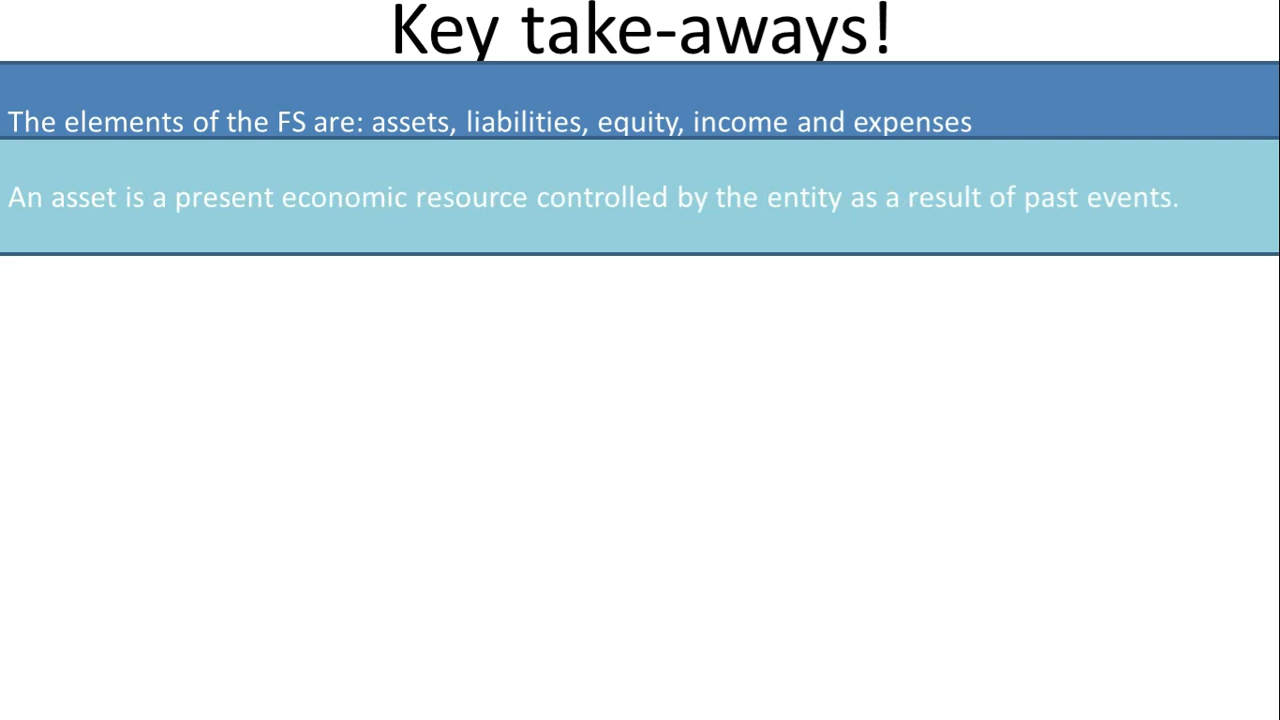 Key take-aways!
The elements of the FS are: assets, liabilities, equity, income and expenses
An asset is a present economic resource controlled by the entity as a result of past events.